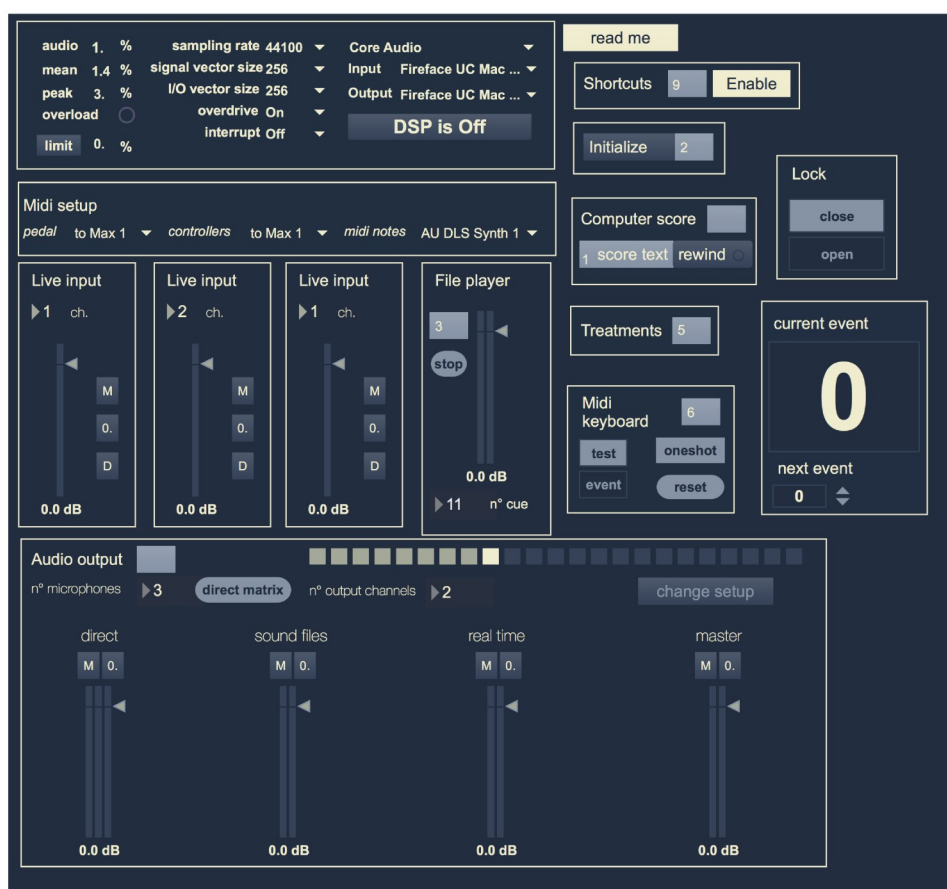 audio 1. %
mean 1.4 %
peak 3. %
overload
limit 0. %
sampling rate 44100
signal vector size 256
I/O vector size 256
overdrive On
interrupt Off
Core Audio
Input Fireface UC Mac ...
Output Fireface UC Mac ...
DSP is Off
read me
Shortcuts 9 Enable
Initialize 2
Lock
close
open
Midi setup
pedal to Max 1 controllers to Max 1 midi notes AU DLS Synth 1
Computer score
1 score text rewind
Live input
1 ch.
M
0.
D
0.0 dB
Live input
2 ch.
M
0.
D
0.0 dB
Live input
1 ch.
M
0.
D
0.0 dB
File player
3
stop
0.0 dB
11 n° cue
Treatments 5
Midi
keyboard 6
test oneshot
event reset
current event
0
next event
0
Audio output
n° microphones 3 direct matrix n° output channels 2 change setup
direct
M 0.
0.0 dB
sound files
M 0.
0.0 dB
real time
M 0.
0.0 dB
master
M 0.
0.0 dB